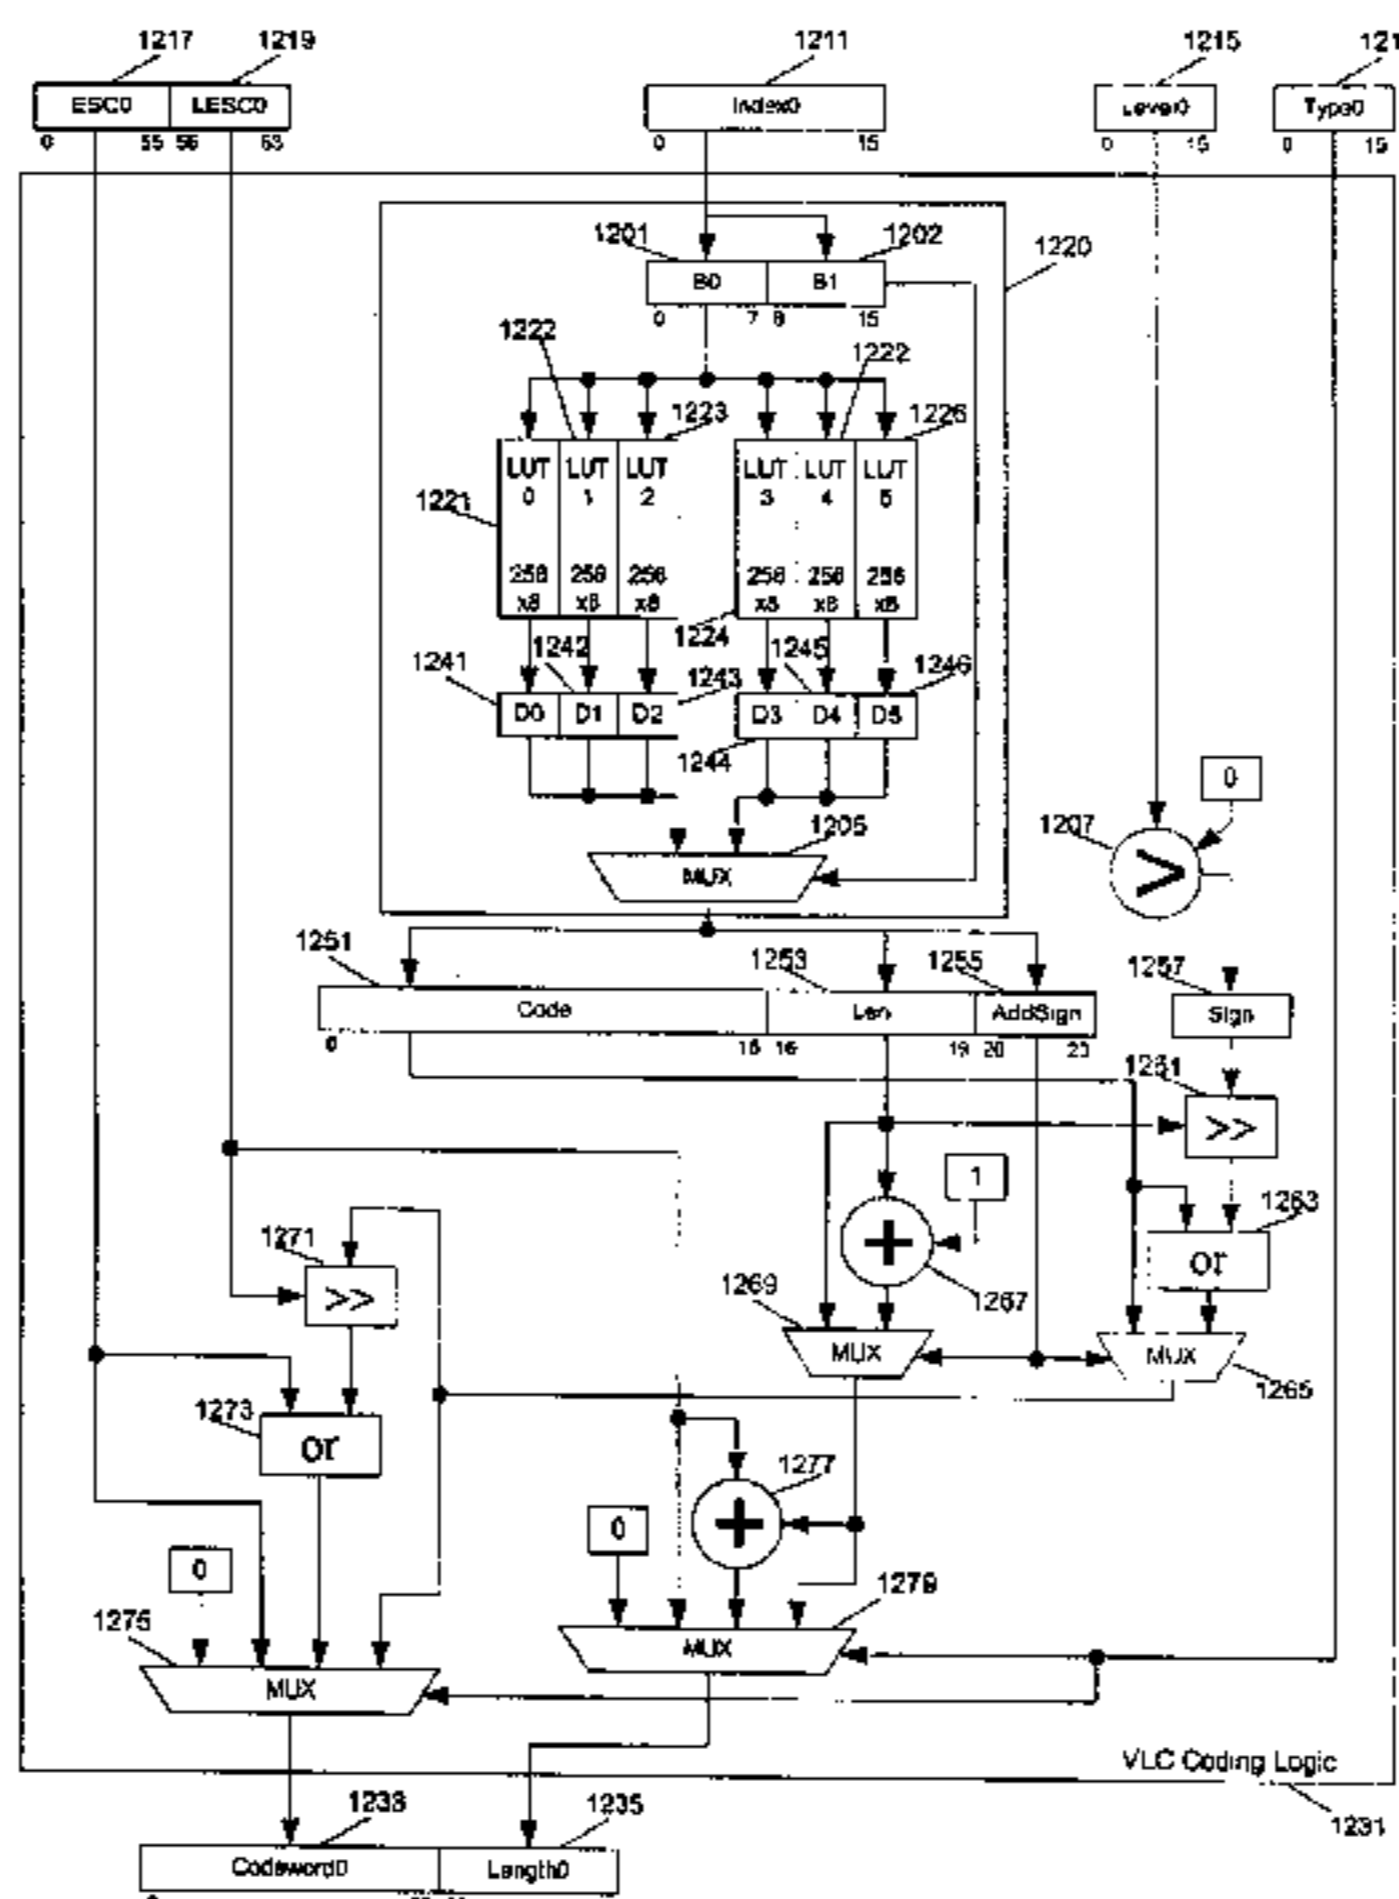 1217 1219 1211 1215 121
ESC0 LESC0 Index0 Level0 Type0
0 55 56 63 0 15 0 15 0 15
1201 1202 1220
B0 B1
0 7 8 15
1222 1222
1223 1226
LUT LUT LUT LUT LUT LUT
0 1 2 3 4 5
1221
256 256 256 256 256 256
x8 x8 x8 x8 x8 x8
1224
1241 1242 1243 1245 1246
D0 D1 D2 D3 D4 D5
1244
0
1205 1207
MUX >
1251 1253 1255 1257
Code Len AddSign Sign
0 15 16 19 20 23
1261
>>
1
1263
1271 + or
>> 1269 1267
MUX MUX
1265
1273
or
1277
0 +
0
1275 1279
MUX
MUX
VLC Coding Logic
1233 1235 1231
Codeword0 Length0